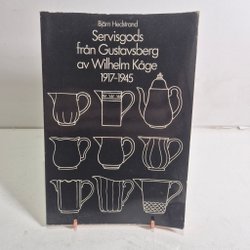 Björn Hedstrand
Servisgods
från Gustavsberg
av Wilhelm Kåge
1917–1945